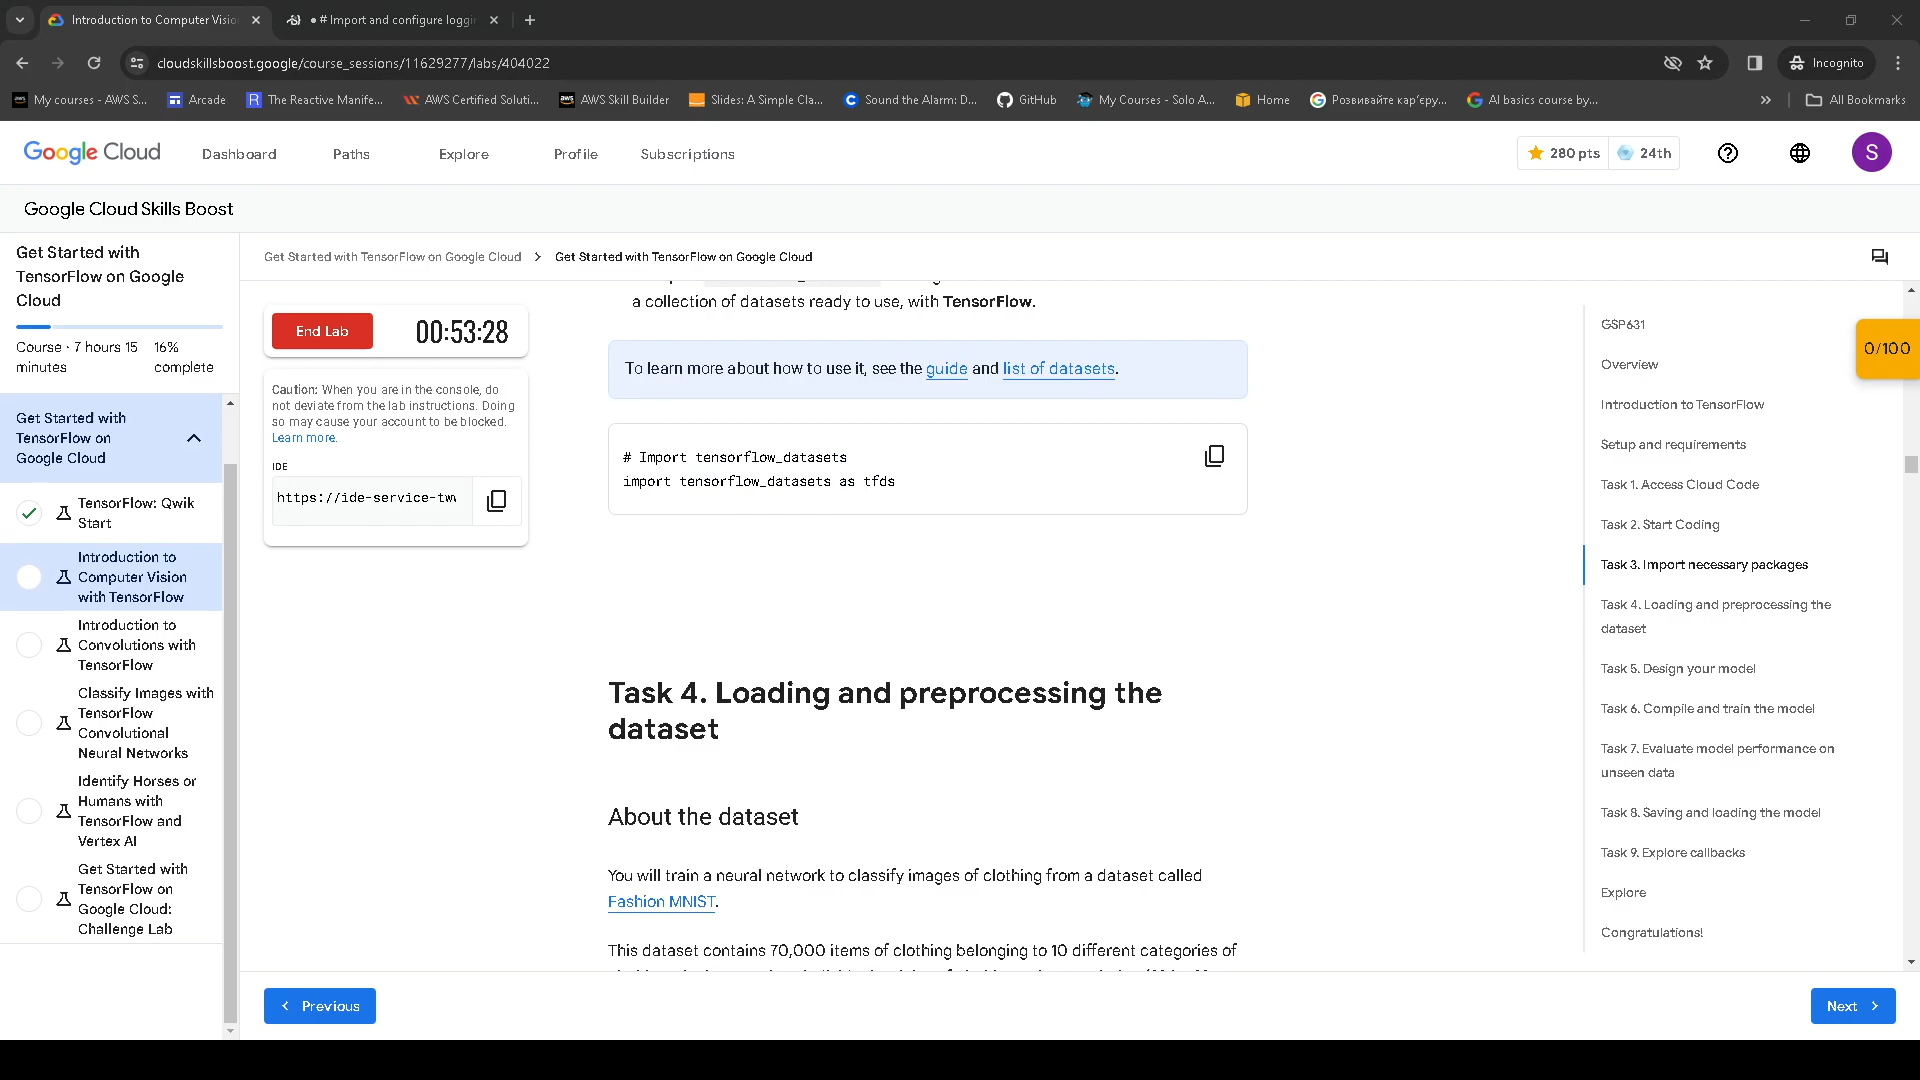 Introduction to Computer Visio
# Import and configure loggi
cloudskillsboost.google/course_sessions/11629277/labs/404022
Incognito
My courses - AWS S...
Arcade
The Reactive Manife...
AWS Certified Soluti...
AWS Skill Builder
Slides: A Simple Cla...
Sound the Alarm: D...
GitHub
My Courses - Solo A...
Home
Розвивайте кар'єру...
AI basics course by...
All Bookmarks
Google Cloud
Dashboard
Paths
Explore
Profile
Subscriptions
280 pts
24th
S
Google Cloud Skills Boost
Get Started with
TensorFlow on Google
Cloud
Course · 7 hours 15
minutes
16%
complete
Get Started with
TensorFlow on
Google Cloud
TensorFlow: Qwik
Start
Introduction to
Computer Vision
with TensorFlow
Introduction to
Convolutions with
TensorFlow
Classify Images with
TensorFlow
Convolutional
Neural Networks
Identify Horses or
Humans with
TensorFlow and
Vertex AI
Get Started with
TensorFlow on
Google Cloud:
Challenge Lab
Get Started with TensorFlow on Google Cloud
Get Started with TensorFlow on Google Cloud
End Lab
00:53:28
Caution: When you are in the console, do
not deviate from the lab instructions. Doing
so may cause your account to be blocked.
Learn more.
IDE
https://ide-service-tw
a collection of datasets ready to use, with TensorFlow.
To learn more about how to use it, see the guide and list of datasets.
# Import tensorflow_datasets
import tensorflow_datasets as tfds
Task 4. Loading and preprocessing the
dataset
About the dataset
You will train a neural network to classify images of clothing from a dataset called
Fashion MNIST.
This dataset contains 70,000 items of clothing belonging to 10 different categories of
GSP631
Overview
Introduction to TensorFlow
Setup and requirements
Task 1. Access Cloud Code
Task 2. Start Coding
Task 3. Import necessary packages
Task 4. Loading and preprocessing the
dataset
Task 5. Design your model
Task 6. Compile and train the model
Task 7. Evaluate model performance on
unseen data
Task 8. Saving and loading the model
Task 9. Explore callbacks
Explore
Congratulations!
0/100
Previous
Next